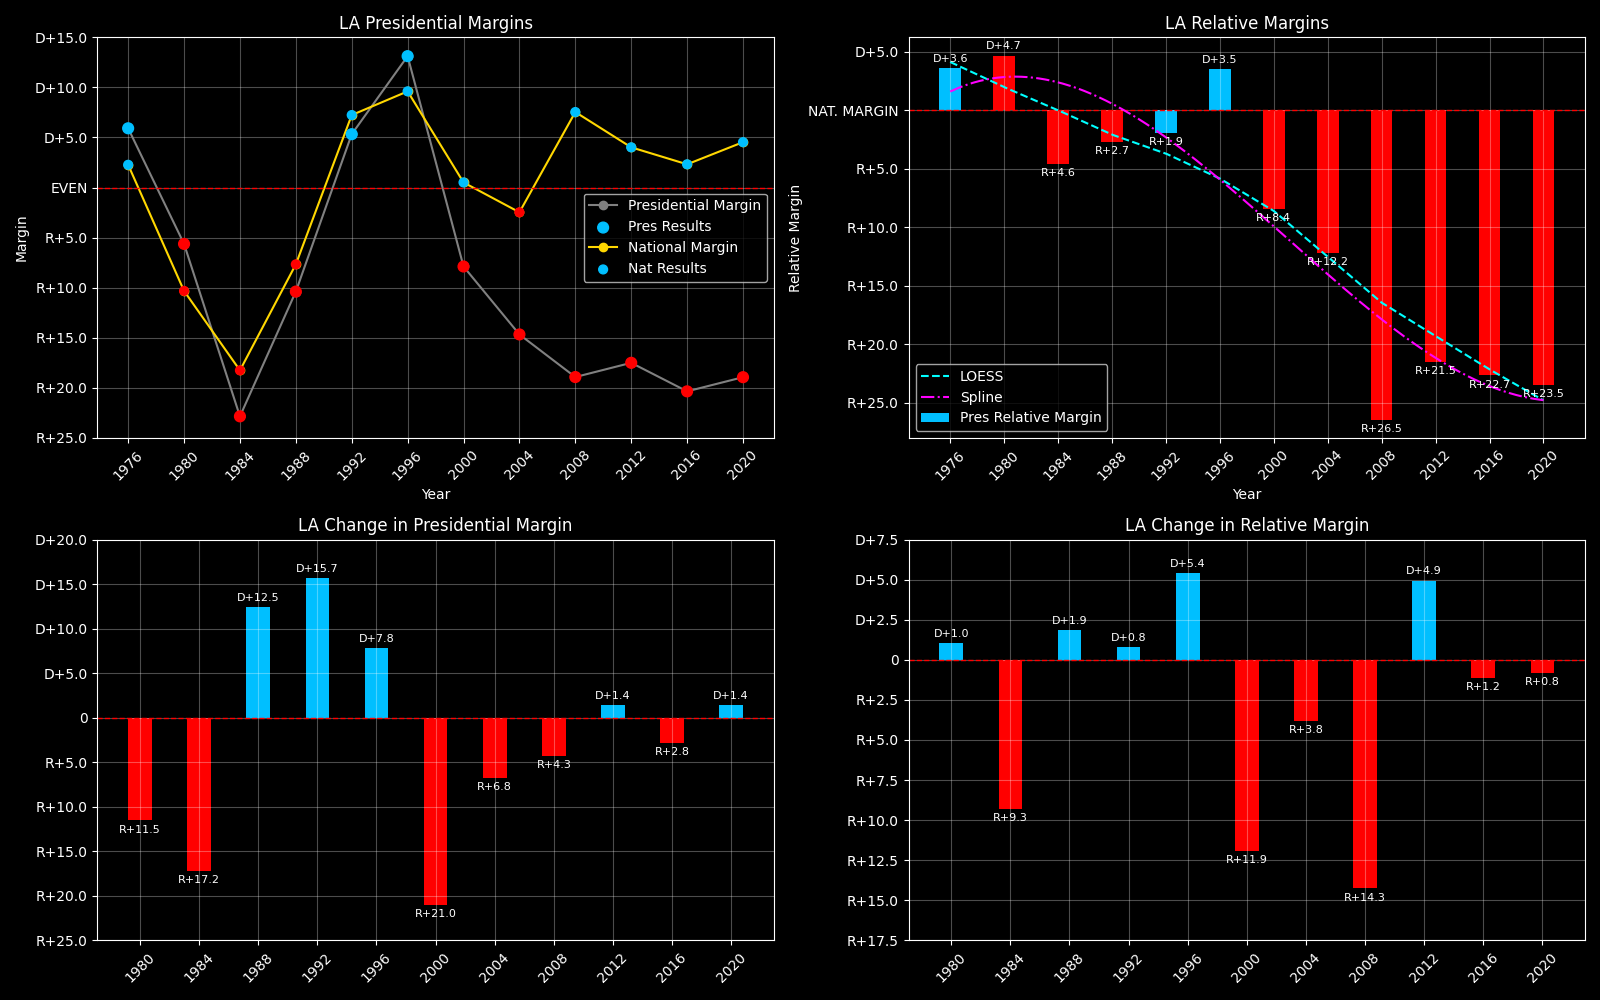 LA Presidential Margins
D+15.0
D+10.0
D+5.0
EVEN
R+5.0
R+10.0
R+15.0
R+20.0
R+25.0
Margin
Presidential Margin
Pres Results
National Margin
Nat Results
1976
1980
1984
1988
1992
1996
2000
2004
2008
2012
2016
2020
Year
LA Relative Margins
D+5.0
NAT. MARGIN
R+5.0
R+10.0
R+15.0
R+20.0
R+25.0
Relative Margin
D+3.6
D+4.7
R+4.6
R+2.7
R+1.9
D+3.5
R+8.4
R+12.2
R+26.5
R+21.5
R+22.7
R+23.5
LOESS
Spline
Pres Relative Margin
1976
1980
1984
1988
1992
1996
2000
2004
2008
2012
2016
2020
Year
LA Change in Presidential Margin
D+20.0
D+15.0
D+10.0
D+5.0
0
R+5.0
R+10.0
R+15.0
R+20.0
R+25.0
R+11.5
R+17.2
D+12.5
D+15.7
D+7.8
R+21.0
R+6.8
R+4.3
D+1.4
R+2.8
D+1.4
1980
1984
1988
1992
1996
2000
2004
2008
2012
2016
2020
LA Change in Relative Margin
D+7.5
D+5.0
D+2.5
0
R+2.5
R+5.0
R+7.5
R+10.0
R+12.5
R+15.0
R+17.5
D+1.0
R+9.3
D+1.9
D+0.8
D+5.4
R+11.9
R+3.8
R+14.3
D+4.9
R+1.2
R+0.8
1980
1984
1988
1992
1996
2000
2004
2008
2012
2016
2020